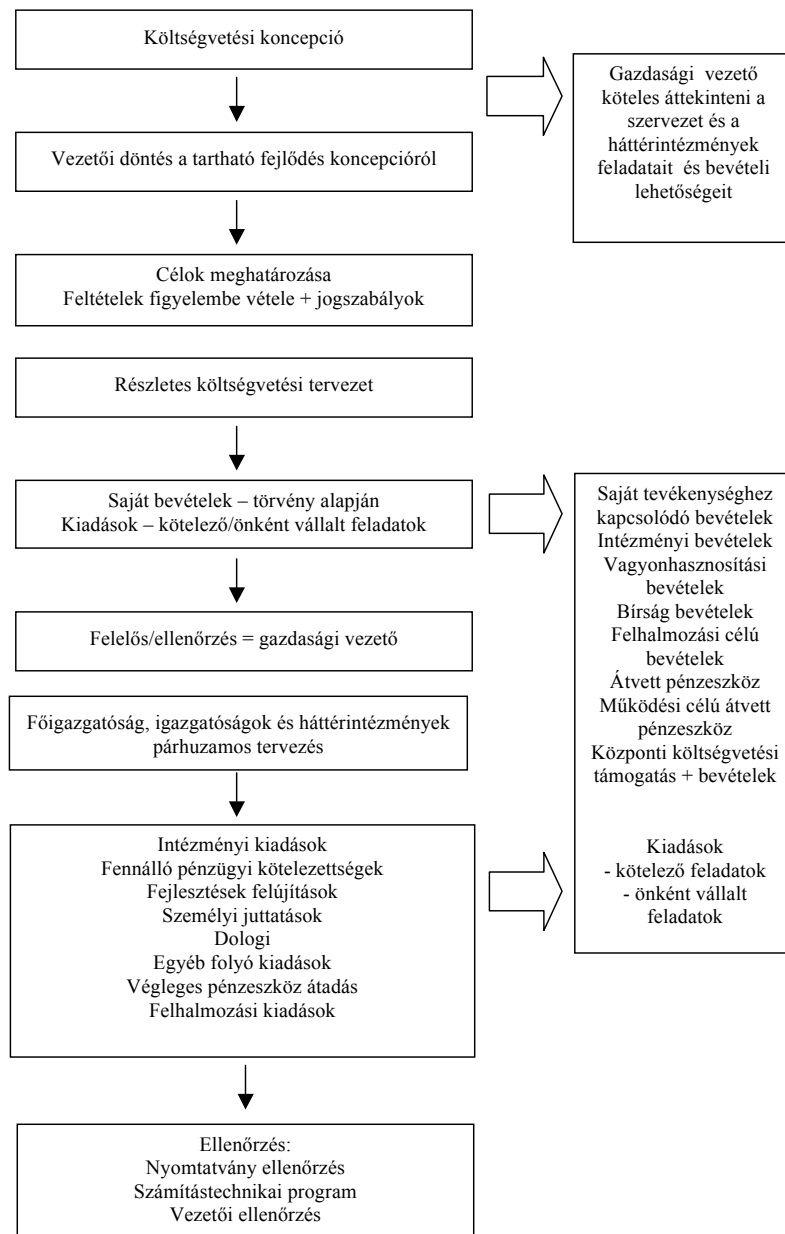 Költségvetési koncepció
Gazdasági vezető
köteles áttekinteni a
szervezet és a
háttérintézmények
feladatait és bevételi
lehetőségeit
Vezetői döntés a tartható fejlődés koncepcióról
Célok meghatározása
Feltételek figyelembe vétele + jogszabályok
Részletes költségvetési tervezet
Saját bevételek – törvény alapján
Kiadások – kötelező/önként vállalt feladatok
Saját tevékenységhez
kapcsolódó bevételek
Intézményi bevételek
Vagyonhasznosítási
bevételek
Bírság bevételek
Felhalmozási célú
bevételek
Átvett pénzeszköz
Működési célú átvett
pénzeszköz
Központi költségvetési
támogatás + bevételek
Kiadások
- kötelező feladatok
- önként vállalt
feladatok
Felelős/ellenőrzés = gazdasági vezető
Főigazgatóság, igazgatóságok és háttérintézmények
párhuzamos tervezés
Intézményi kiadások
Fennálló pénzügyi kötelezettségek
Fejlesztések felújítások
Személyi juttatások
Dologi
Egyéb folyó kiadások
Végleges pénzeszköz átadás
Felhalmozási kiadások
Ellenőrzés:
Nyomtatvány ellenőrzés
Számítástechnikai program
Vezetői ellenőrzés